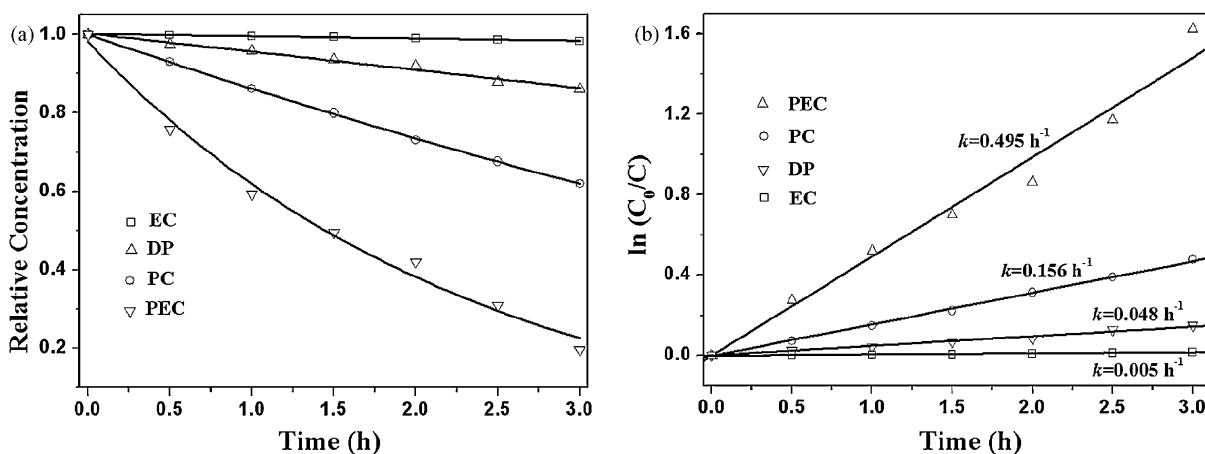 (a)
Relative Concentration
1.0
0.8
0.6
0.4
0.2
EC
DP
PC
PEC
0.0 0.5 1.0 1.5 2.0 2.5 3.0
Time (h)
(b)
ln (C₀/C)
1.6
1.2
0.8
0.4
0.0
PEC
PC
DP
EC
k=0.495 h⁻¹
k=0.156 h⁻¹
k=0.048 h⁻¹
k=0.005 h⁻¹
0.0 0.5 1.0 1.5 2.0 2.5 3.0
Time (h)